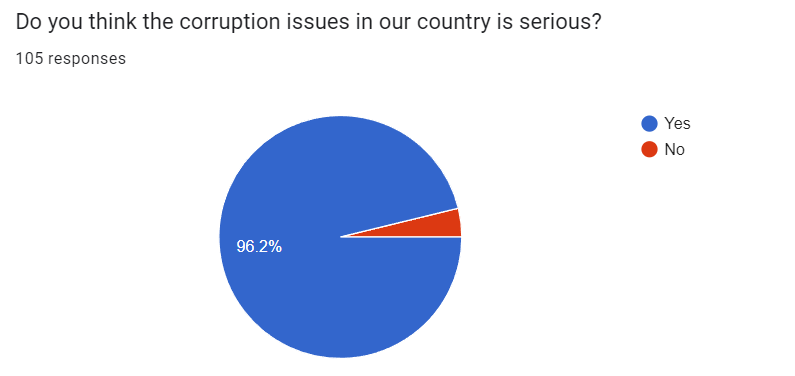 Do you think the corruption issues in our country is serious?
105 responses
Yes
No
96.2%